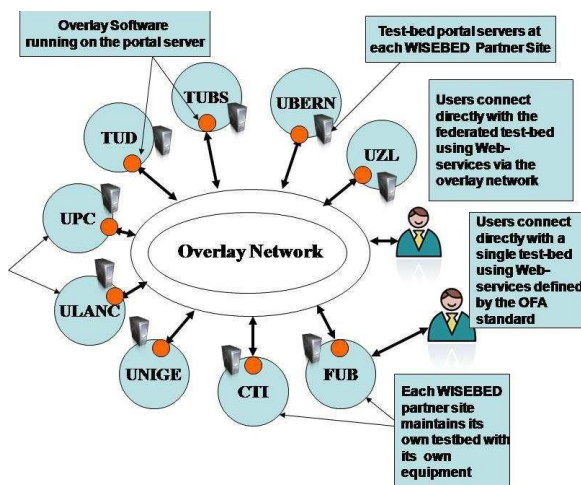 Overlay Software
running on the portal server
Test-bed portal servers at
each WISEBED Partner Site
TUBS
UBERN
TUD
UZL
Users connect
directly with the
federated test-bed
using Web-
services via the
overlay network
UPC
Overlay Network
Users connect
directly with a
single test-bed
using Web-
services defined
by the OFA
standard
ULANC
UNIGE
CTI
FUB
Each WISEBED
partner site
maintains its
own testbed with
its own
equipment